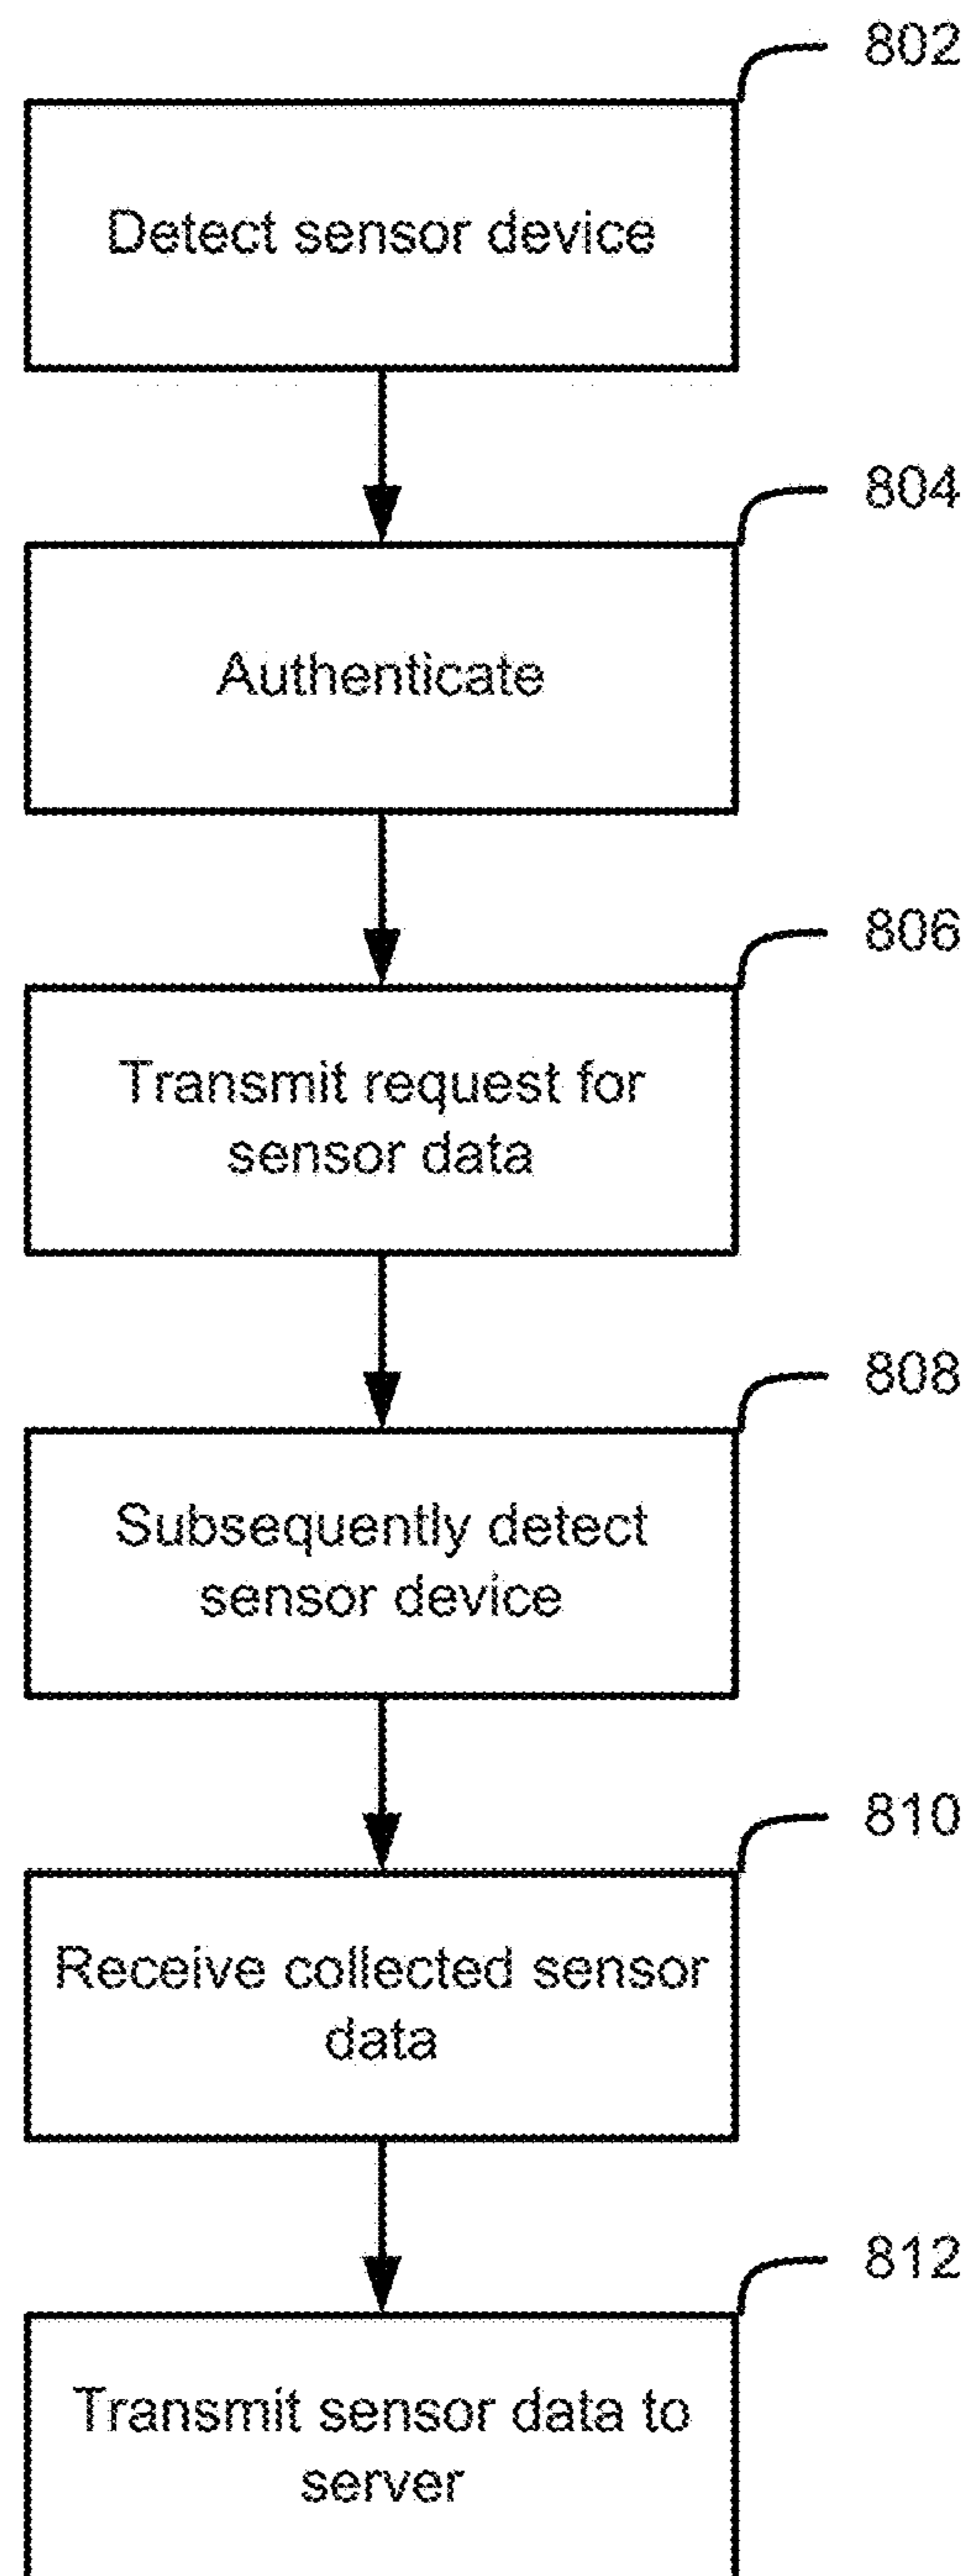 802
Detect sensor device
804
Authenticate
806
Transmit request for
sensor data
808
Subsequently detect
sensor device
810
Receive collected sensor
data
812
Transmit sensor data to
server